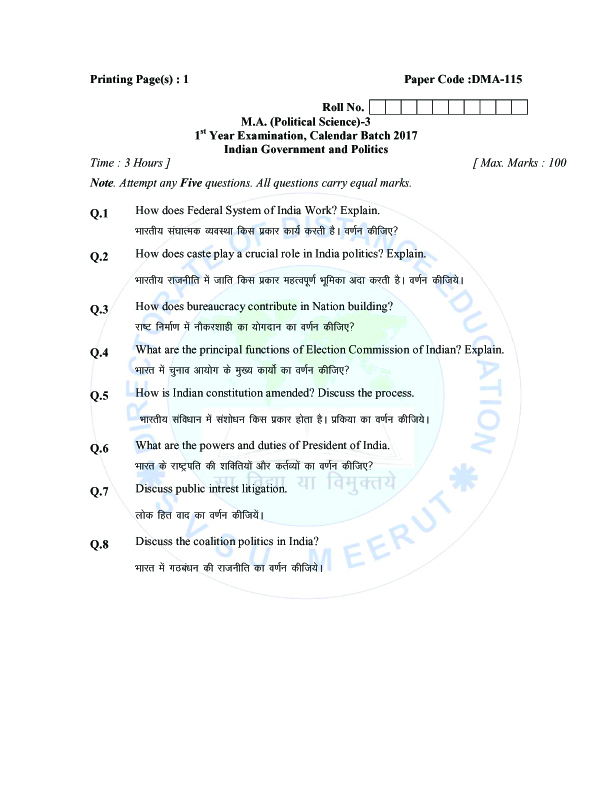 Printing Page(s) : 1 Paper Code :DMA-115
Roll No.
M.A. (Political Science)-3
1st Year Examination, Calendar Batch 2017
Indian Government and Politics
Time : 3 Hours ] [ Max. Marks : 100
Note. Attempt any Five questions. All questions carry equal marks.
Q.1 How does Federal System of India Work? Explain.
भारतीय संघात्मक व्यवस्था किस प्रकार कार्य करती है। वर्णन कीजिए?
Q.2 How does caste play a crucial role in India politics? Explain.
भारतीय राजनीति में जाति किस प्रकार महत्वपूर्ण भूमिका अदा करती है। वर्णन कीजिये।
Q.3 How does bureaucracy contribute in Nation building?
राष्ट निर्माण में नौकरशाही का योगदान का वर्णन कीजिए?
Q.4 What are the principal functions of Election Commission of Indian? Explain.
भारत में चुनाव आयोग के मुख्य कार्यो का वर्णन कीजिए?
Q.5 How is Indian constitution amended? Discuss the process.
भारतीय संविधान में संशोधन किस प्रकार होता है। प्रकिया का वर्णन कीजिये।
Q.6 What are the powers and duties of President of India.
भारत के राष्ट्रपति की शक्तियों और कर्तव्यों का वर्णन कीजिए?
Q.7 Discuss public intrest litigation.
लोक हित वाद का वर्णन कीजियें।
Q.8 Discuss the coalition politics in India?
भारत में गठबंधन की राजनीति का वर्णन कीजिये।
DIRECTORATE OF DISTANCE EDUCATION
सा विद्या या विमुक्तये
S V S U MEERUT